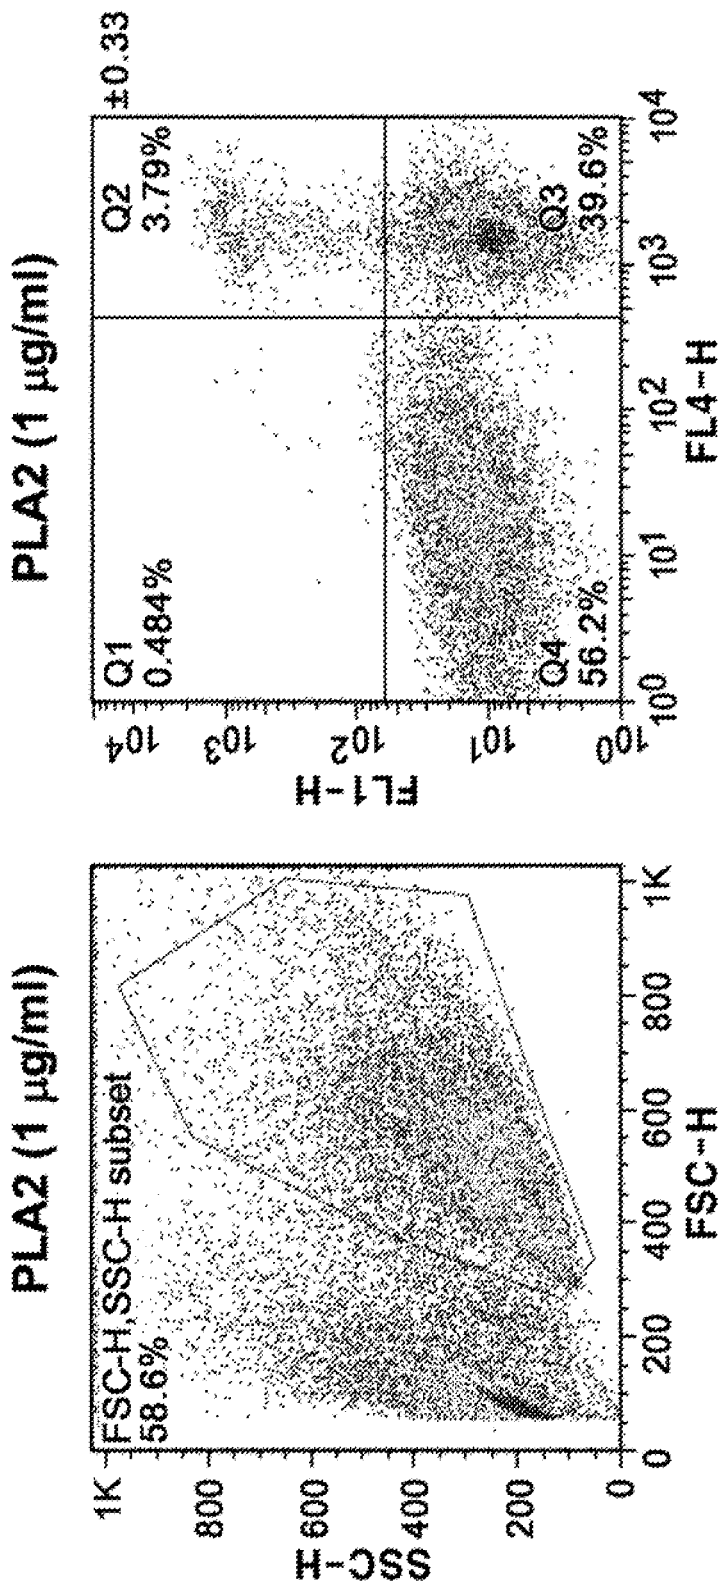 PLA2 (1 µg/ml)
FSC-H,SSC-H subset
58.6%
1K
800
600
400
200
0
SSC-H
0
200
400
600
800
1K
FSC-H
PLA2 (1 µg/ml)
±0.33
Q1
0.484%
Q2
3.79%
Q3
39.6%
Q4
56.2%
10⁴
10³
10²
10¹
10⁰
FL1-H
10⁰
10¹
10²
10³
10⁴
FL4-H